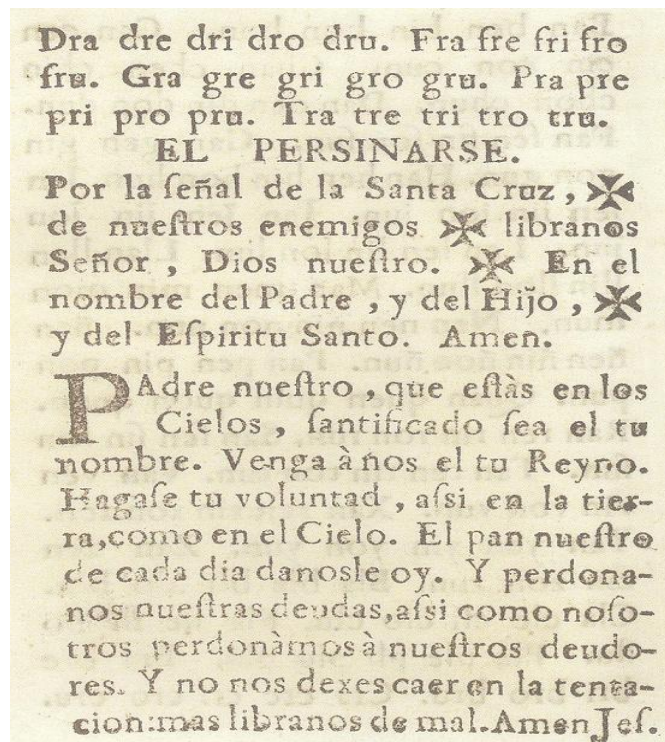 Dra dre dri dro dru. Fra fre fri fro
fru. Gra gre gri gro gru. Pra pre
pri pro pru. Tra tre tri tro tru.
EL PERSINARSE.
Por la ſeñal de la Santa Cruz, ✠
de nueſtros enemigos ✠ libranos
Señor, Dios nueſtro. ✠ En el
nombre del Padre, y del Hijo, ✠
y del Eſpiritu Santo. Amen.
PAdre nueſtro, que eſtàs en los
Cielos, ſantificado ſea el tu
nombre. Venga à nos el tu Reyno.
Hagaſe tu voluntad, aſsi en la tier-
ra, como en el Cielo. El pan nueſtro
de cada dia danosle oy. Y perdona-
nos nueſtras deudas, aſsi como noſo-
tros perdonàmos à nueſtros deudo-
res. Y no nos dexes caer en la tenta-
cion: mas libranos de mal. Amen Jeſ.